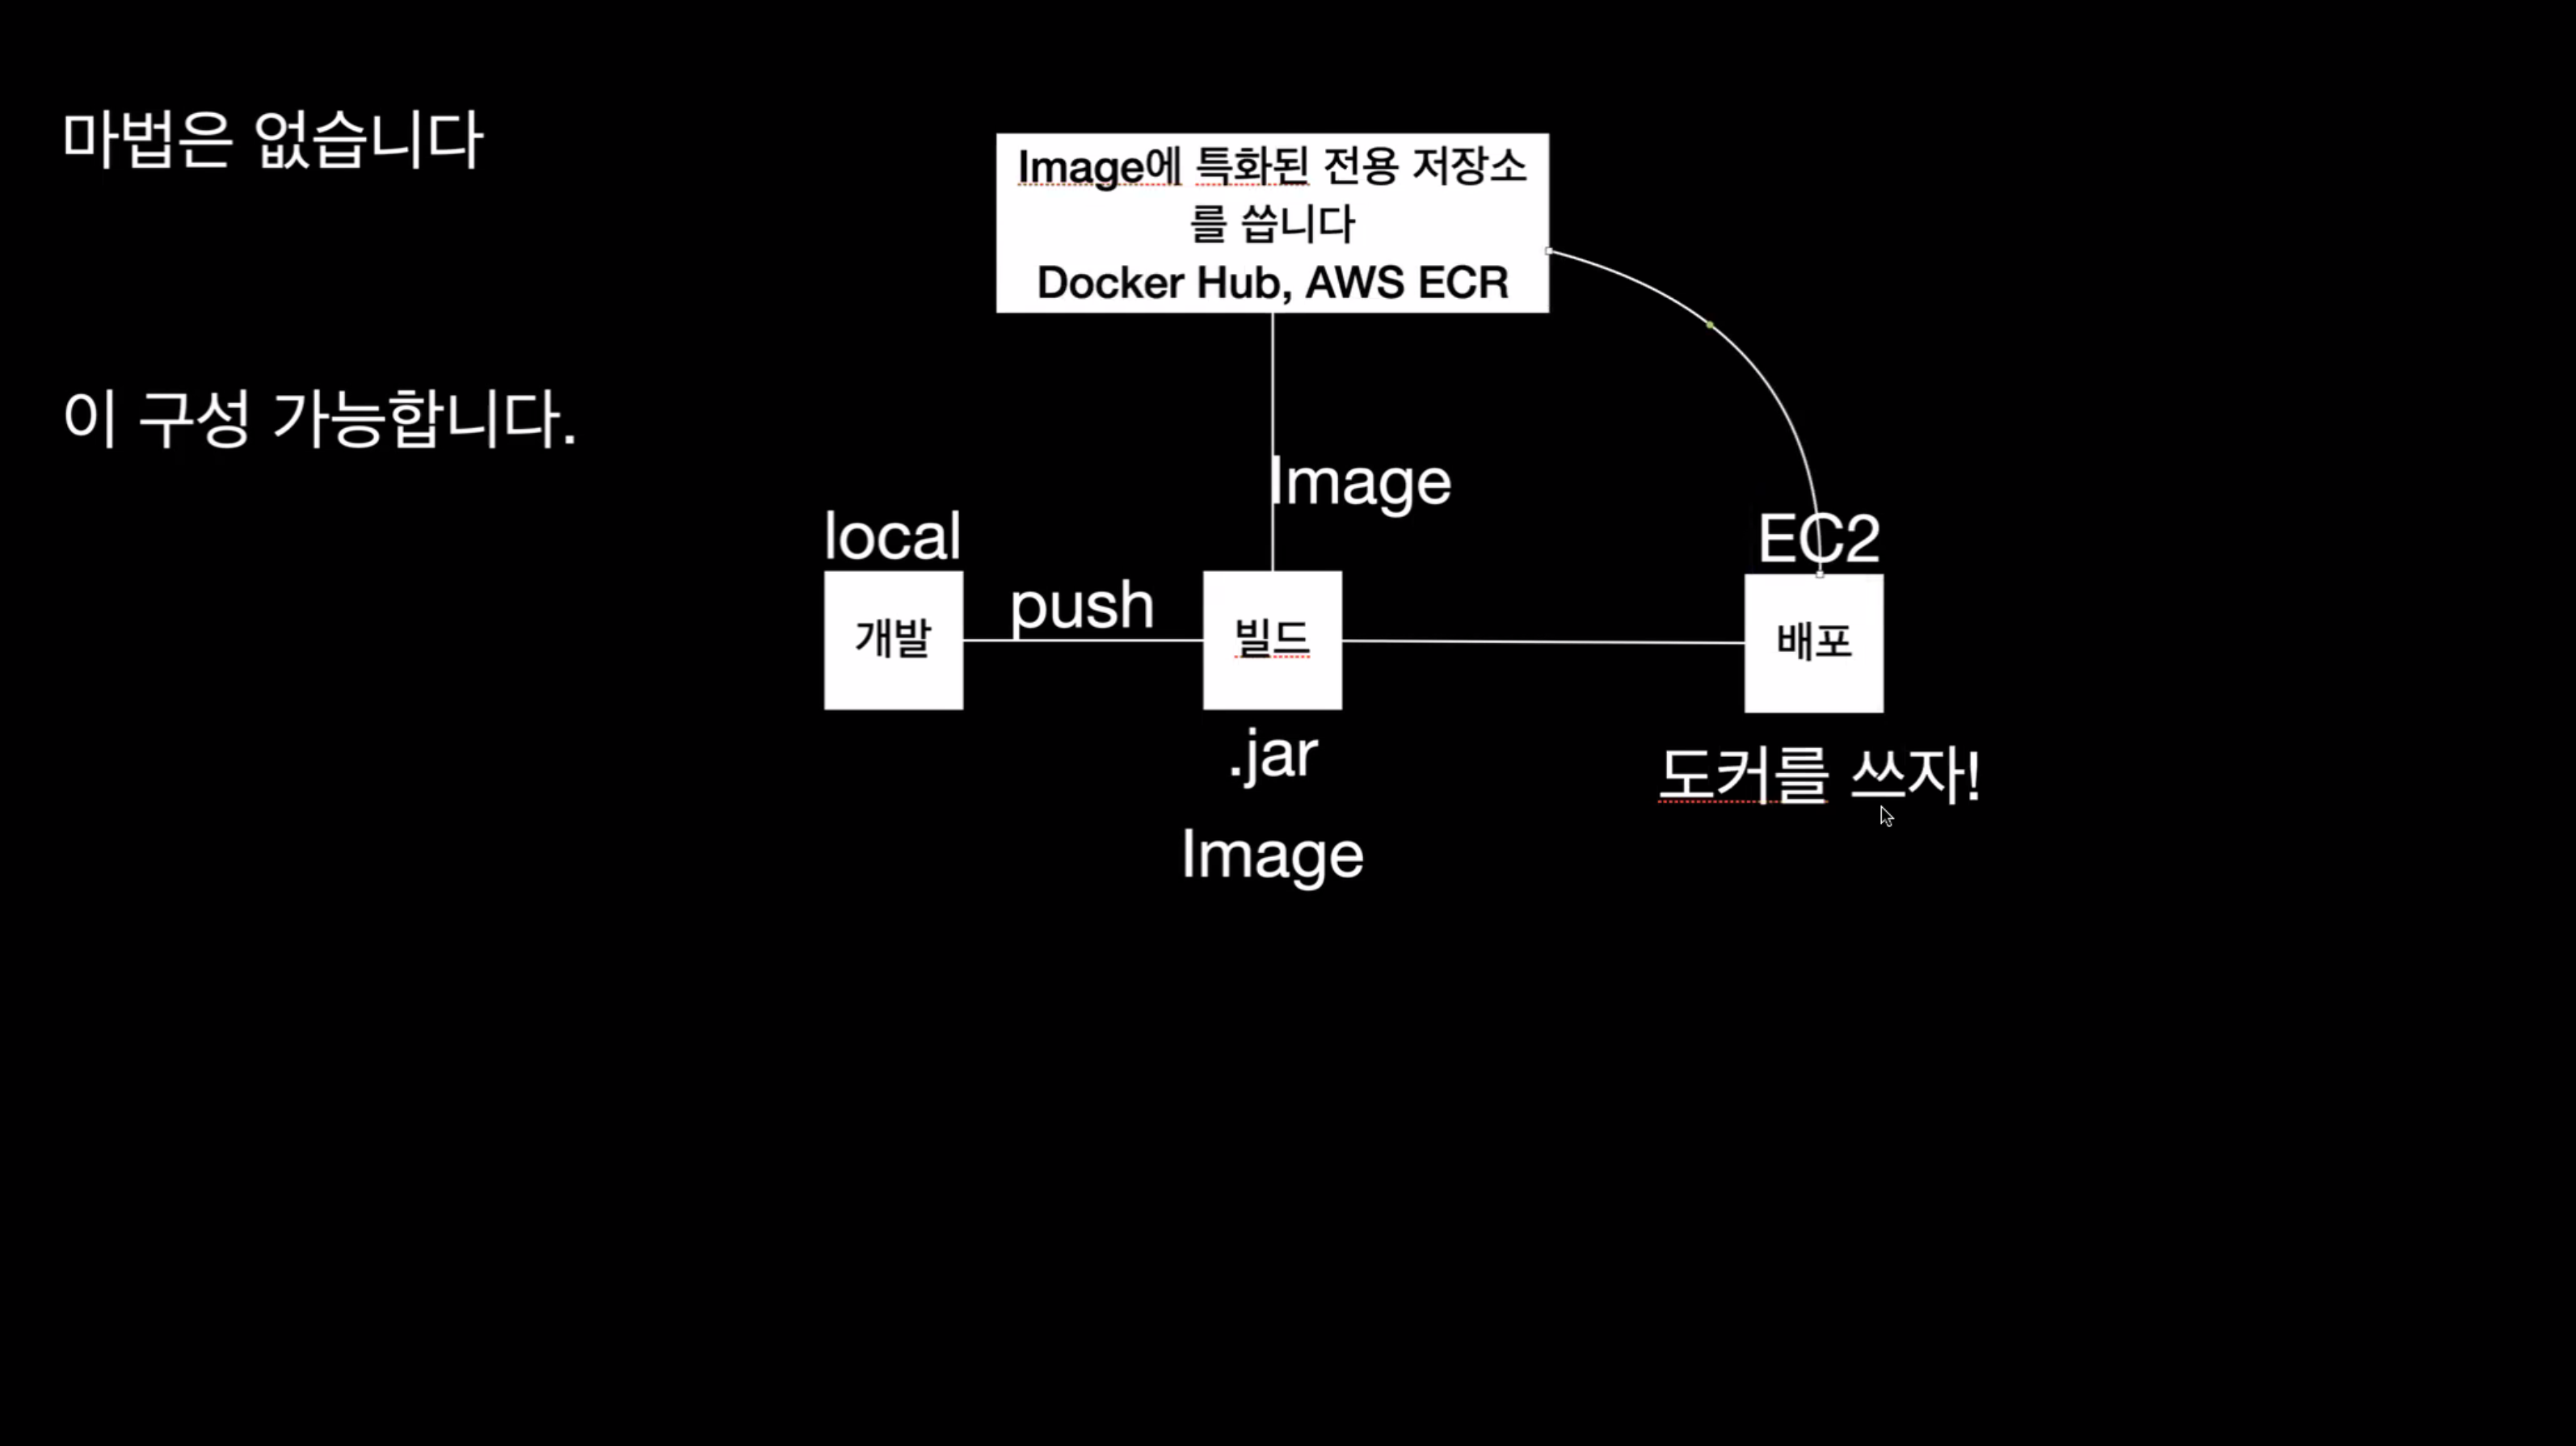 마법은 없습니다
Image에 특화된 전용 저장소
를 씁니다
Docker Hub, AWS ECR
이 구성 가능합니다.
Image
local
EC2
push
개발
빌드
배포
.jar
도커를 쓰자!
Image